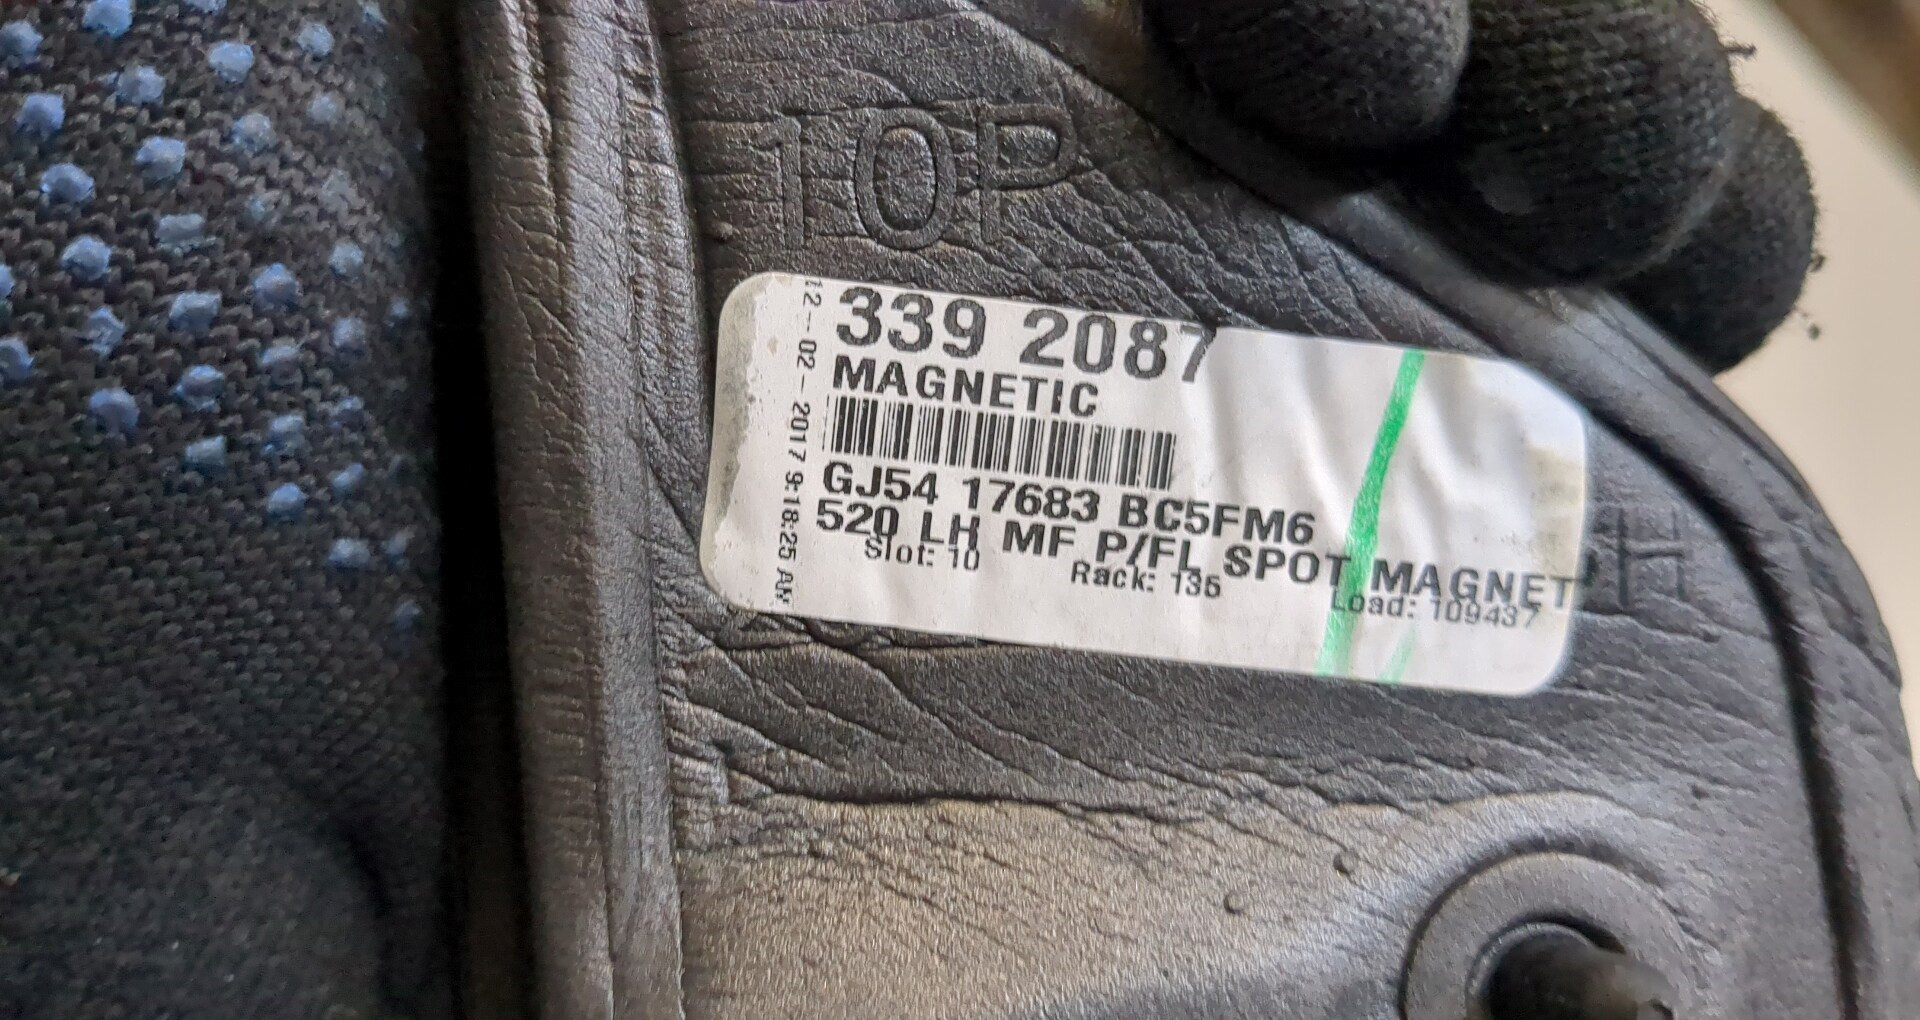 TOP
339 2087
MAGNETIC
GJ54 17683 BC5FM6
520 LH MF P/FL SPOT MAGNET
Slot: 10 Rack: 135 Load: 109437
12-02-2017 9:18:25 AM
H